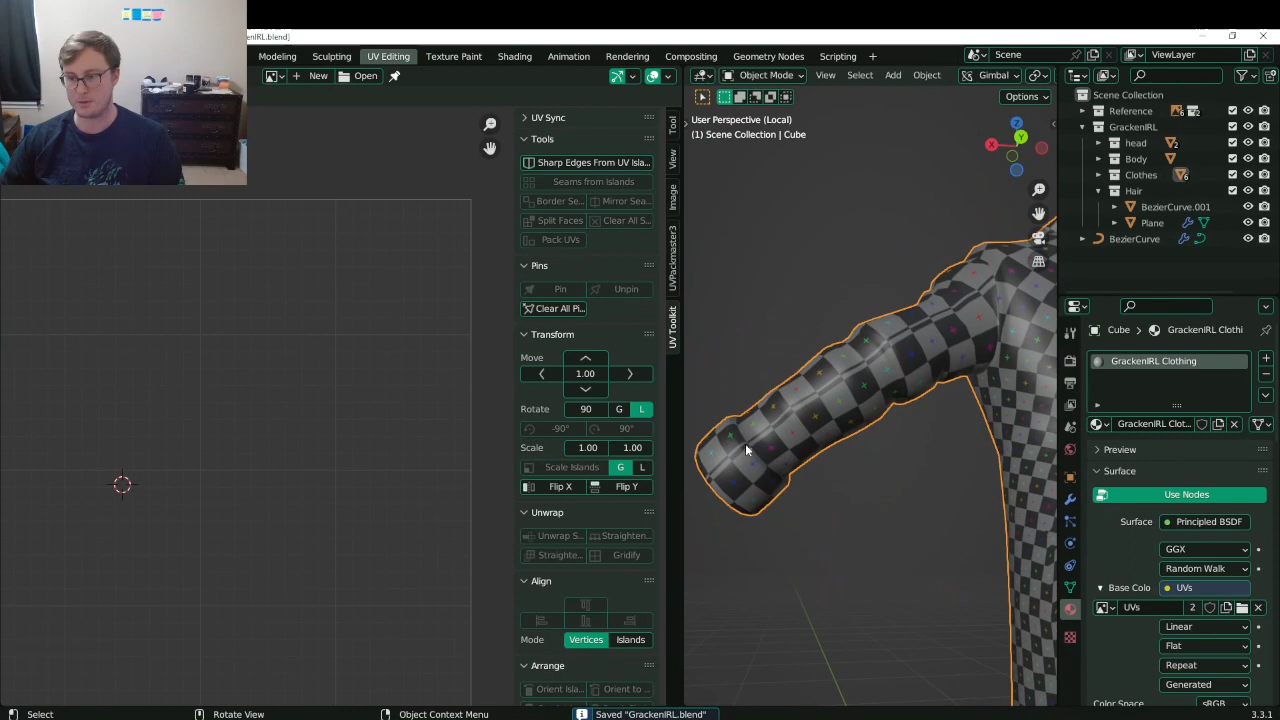 ckenIRL.blend]
Modeling Sculpting UV Editing Texture Paint Shading Animation Rendering Compositing Geometry Nodes Scripting +
Scene
ViewLayer
New
Open
Object Mode
View Select Add Object
Gimbal
Options
UV Sync
Tools
Sharp Edges From UV Isla...
Seams from Islands
Border Se...
Mirror Sea...
Split Faces
Clear All S...
Pack UVs
Pins
Pin
Unpin
Clear All Pi...
Transform
Move
1.00
Rotate
90
G
L
-90°
90°
Scale
1.00
1.00
Scale Islands
G
L
Flip X
Flip Y
Unwrap
Unwrap S...
Straighten...
Straighte...
Gridify
Align
Mode
Vertices
Islands
Arrange
Orient Isla...
Orient to ...
Tool
View
Image
UVPackmaster3
UV Toolkit
User Perspective (Local)
(1) Scene Collection | Cube
Z
Y
X
Scene Collection
Reference
6
2
GrackenIRL
head
2
Body
Clothes
6
Hair
BezierCurve.001
Plane
BezierCurve
Cube
GrackenIRL Clothi
GrackenIRL Clothing
GrackenIRL Clot...
Preview
Surface
Use Nodes
Surface
Principled BSDF
GGX
Random Walk
Base Colo
UVs
UVs
2
Linear
Flat
Repeat
Generated
Color Space
sRGB
Select
Rotate View
Object Context Menu
Saved "GrackenIRL.blend"
3.3.1